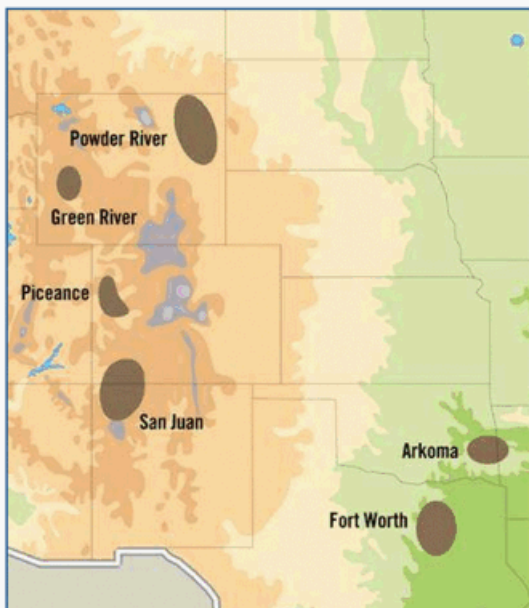 Powder River
Green River
Piceance
San Juan
Arkoma
Fort Worth